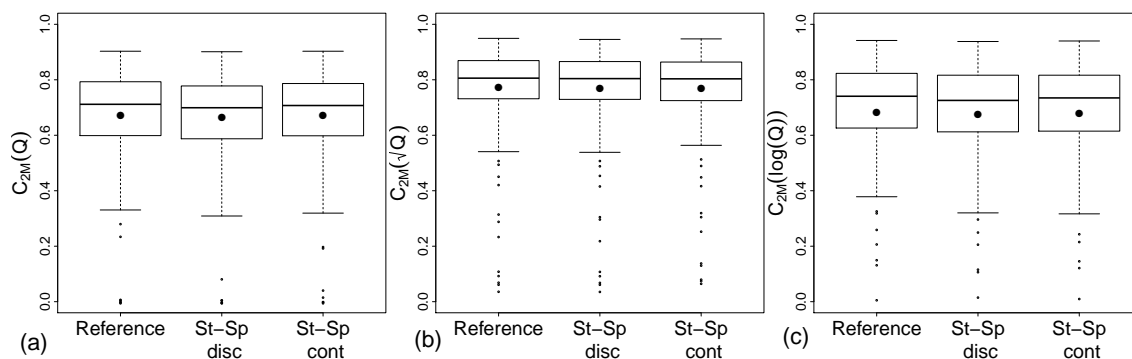 C2M(Q)
1.0
0.8
0.6
0.4
0.2
0.0
Reference
St−Sp
disc
St−Sp
cont
(a)
C2M(√Q)
1.0
0.8
0.6
0.4
0.2
0.0
Reference
St−Sp
disc
St−Sp
cont
(b)
C2M(log(Q))
1.0
0.8
0.6
0.4
0.2
0.0
Reference
St−Sp
disc
St−Sp
cont
(c)